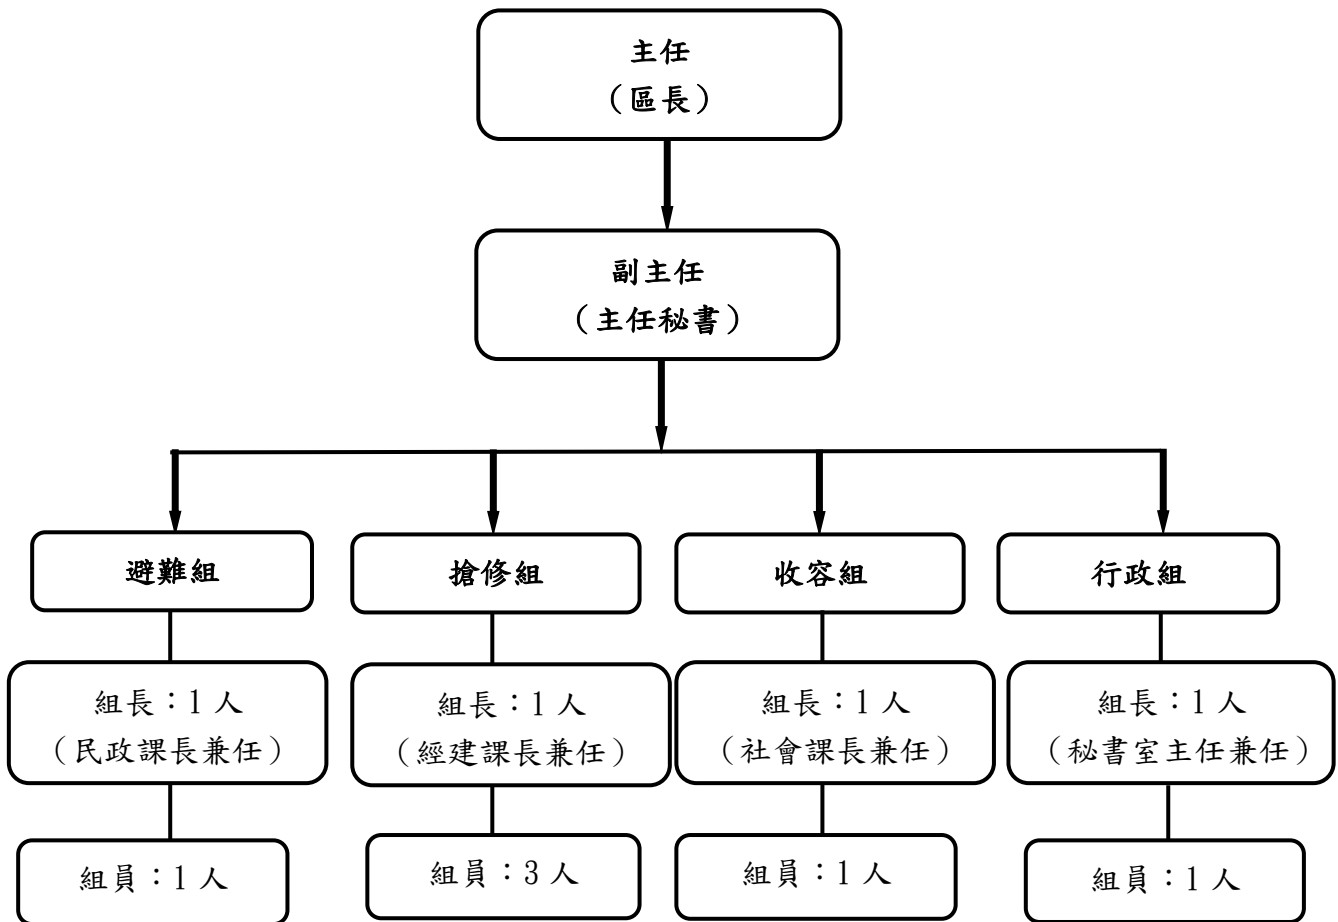 主任
（區長）
副主任
（主任秘書）
避難組
搶修組
收容組
行政組
組長：1 人
（民政課長兼任）
組長：1 人
（經建課長兼任）
組長：1 人
（社會課長兼任）
組長：1 人
（秘書室主任兼任）
組員：1 人
組員：3 人
組員：1 人
組員：1 人